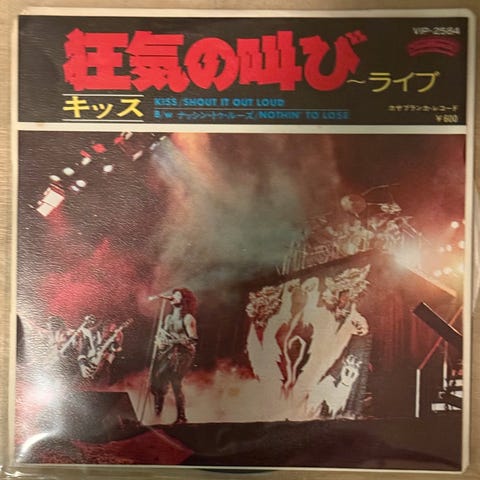 VIP-2584
狂気の叫び
～ライブ
キッス
KISS/SHOUT IT OUT LOUD
B/w ナッシン・トゥ・ルーズ/NOTHIN' TO LOSE
カサブランカ・レコード
￥600